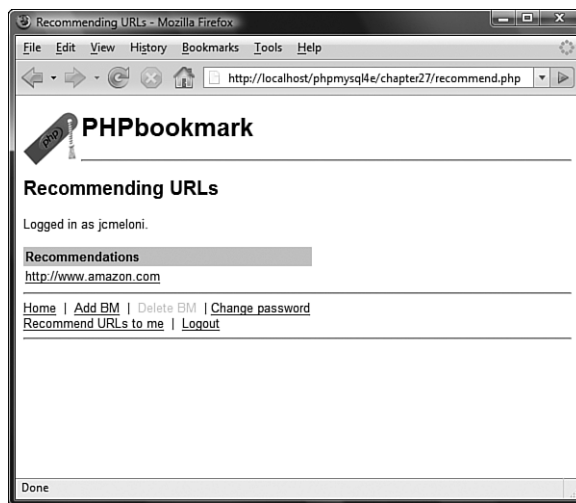 Recommending URLs - Mozilla Firefox
File Edit View History Bookmarks Tools Help
http://localhost/phpmysql4e/chapter27/recommend.php
php
PHPbookmark
Recommending URLs
Logged in as jcmeloni.
Recommendations
http://www.amazon.com
Home | Add BM | Delete BM | Change password
Recommend URLs to me | Logout
Done